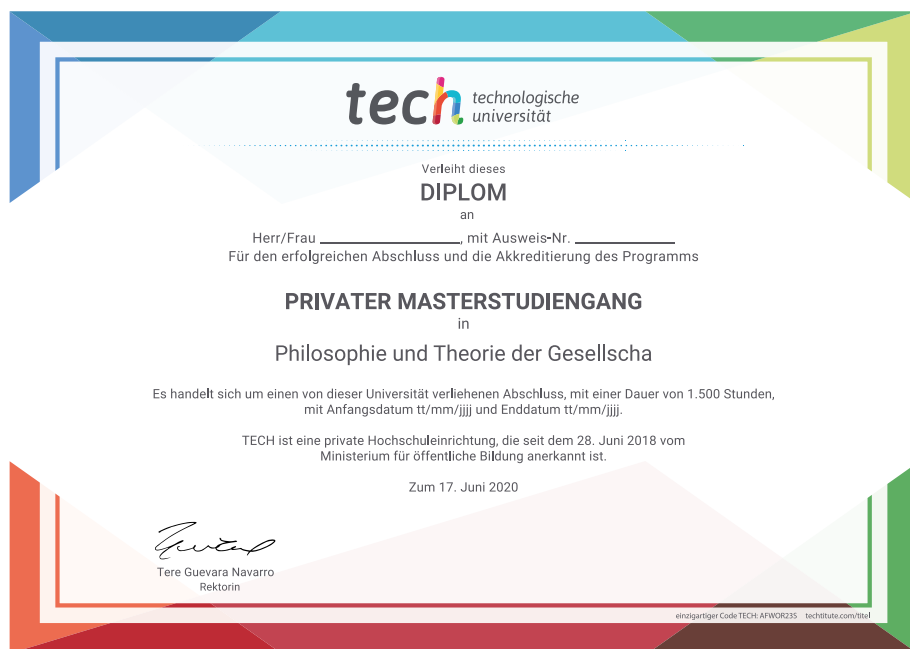 tech technologische
universität
Verleiht dieses
DIPLOM
an
Herr/Frau ____________________, mit Ausweis-Nr. ______________
Für den erfolgreichen Abschluss und die Akkreditierung des Programms
PRIVATER MASTERSTUDIENGANG
in
Philosophie und Theorie der Gesellscha
Es handelt sich um einen von dieser Universität verliehenen Abschluss, mit einer Dauer von 1.500 Stunden,
mit Anfangsdatum tt/mm/jjjj und Enddatum tt/mm/jjjj.
TECH ist eine private Hochschuleinrichtung, die seit dem 28. Juni 2018 vom
Ministerium für öffentliche Bildung anerkannt ist.
Zum 17. Juni 2020
Tere Guevara Navarro
Rektorin
einzigartiger Code TECH: AFWOR235 techtitute.com/titel